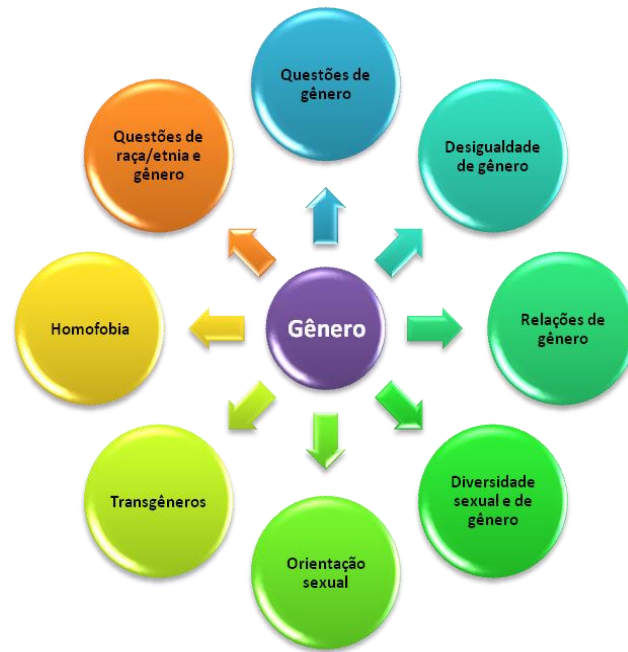 Questões de
gênero
Desigualdade
de gênero
Relações de
gênero
Diversidade
sexual e de
gênero
Orientação
sexual
Transgêneros
Homofobia
Questões de
raça/etnia e
gênero
Gênero